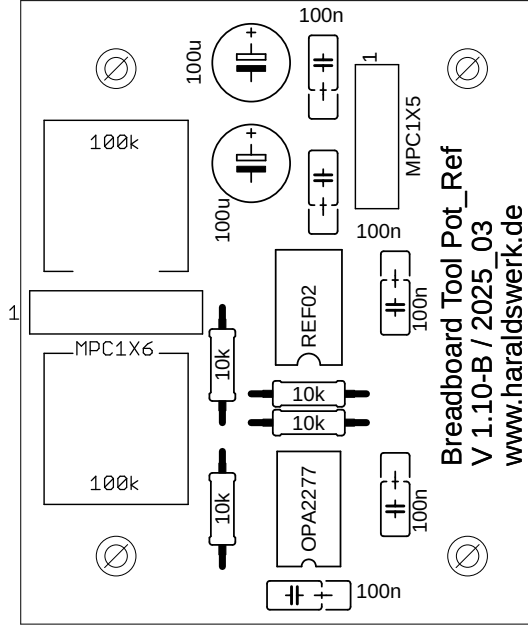 100n
100u
1
MPC1X5
100k
100u
100n
Breadboard Tool Pot_Ref
V 1.10-B / 2025_03
www.haraldswerk.de
1
REF02
100n
MPC1X6
10k
10k
10k
100k
10k
OPA2277
100n
100n